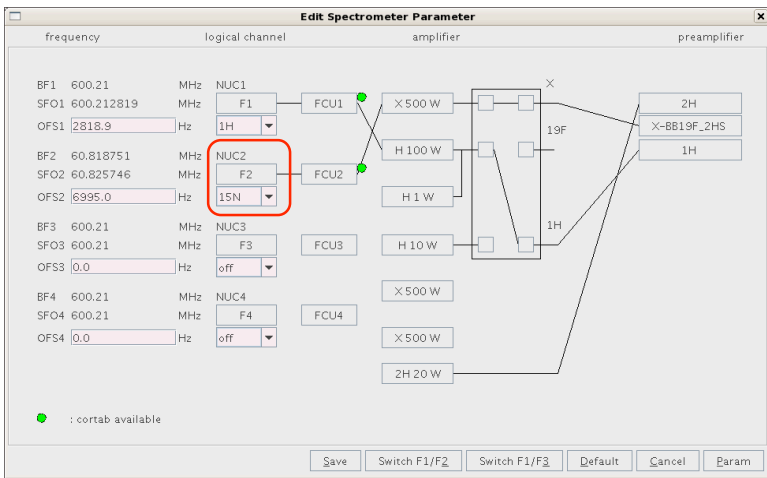 Edit Spectrometer Parameter
frequency logical channel amplifier preamplifier
BF1 600.21 MHz NUC1 X
SFO1 600.212819 MHz F1 FCU1 X 500 W 2H
OFS1 2818.9 Hz 1H 19F X-BB19F_2HS
BF2 60.818751 MHz NUC2 H 100 W 1H
SFO2 60.825746 MHz F2 FCU2
OFS2 6995.0 Hz 15N H 1 W
BF3 600.21 MHz NUC3 1H
SFO3 600.21 MHz F3 FCU3 H 10 W
OFS3 0.0 Hz off
BF4 600.21 MHz NUC4 X 500 W
SFO4 600.21 MHz F4 FCU4
OFS4 0.0 Hz off X 500 W
2H 20 W
: cortab available
Save Switch F1/F2 Switch F1/F3 Default Cancel Param